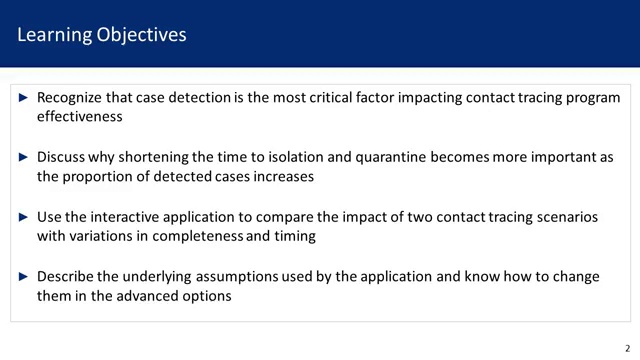 Learning Objectives
► Recognize that case detection is the most critical factor impacting contact tracing program
effectiveness
► Discuss why shortening the time to isolation and quarantine becomes more important as
the proportion of detected cases increases
► Use the interactive application to compare the impact of two contact tracing scenarios
with variations in completeness and timing
► Describe the underlying assumptions used by the application and know how to change
them in the advanced options
2